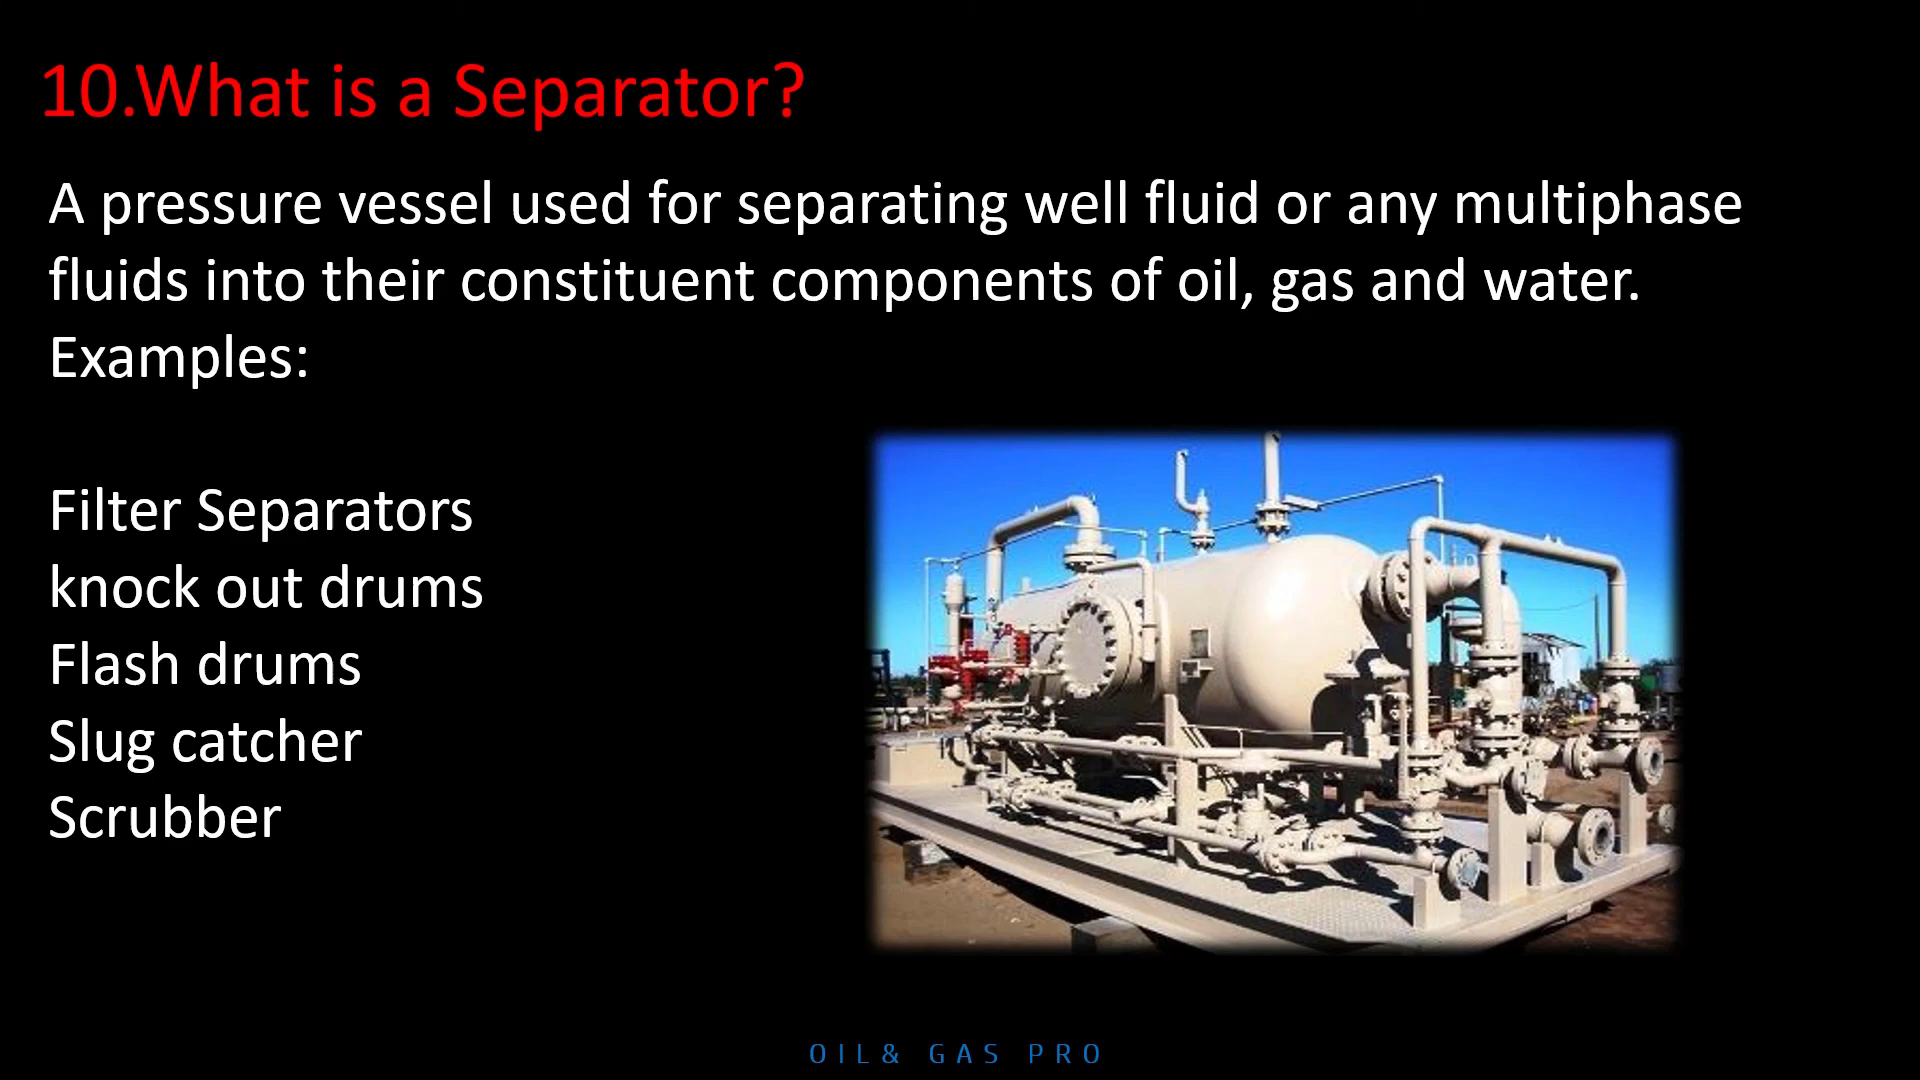 10.What is a Separator?
A pressure vessel used for separating well fluid or any multiphase
fluids into their constituent components of oil, gas and water.
Examples:
Filter Separators
knock out drums
Flash drums
Slug catcher
Scrubber
OIL& GAS PRO